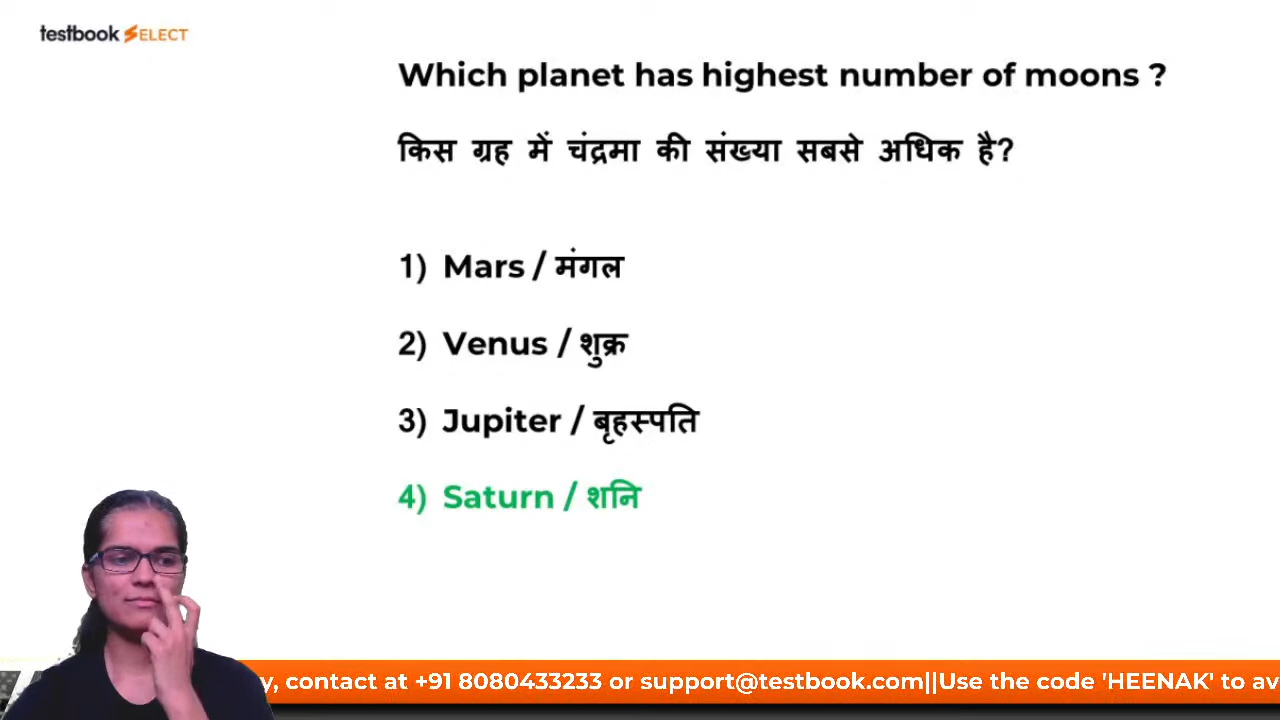 testbook SELECT
Which planet has highest number of moons ?
किस ग्रह में चंद्रमा की संख्या सबसे अधिक है?
1) Mars / मंगल
2) Venus / शुक्र
3) Jupiter / बृहस्पति
4) Saturn / शनि
y, contact at +91 8080433233 or support@testbook.com||Use the code 'HEENAK' to av